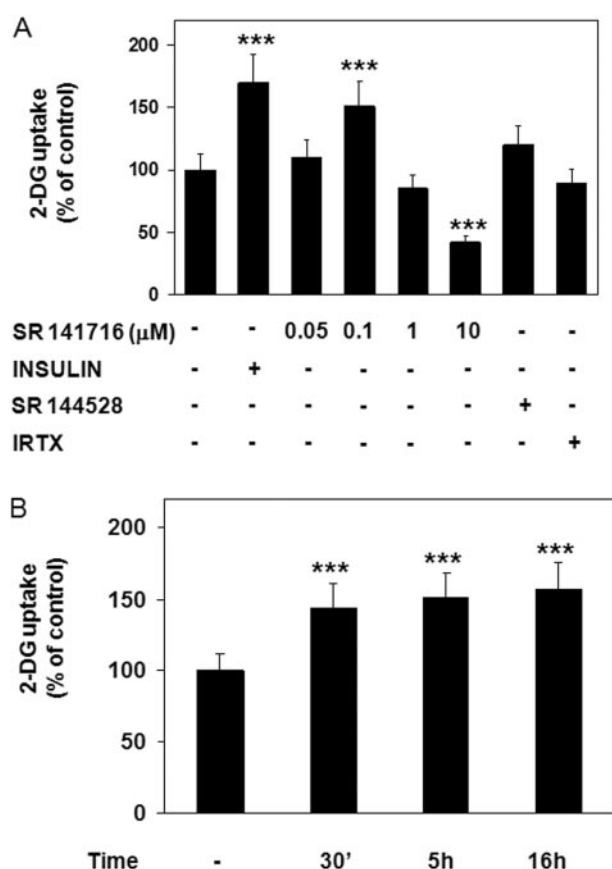 A
2-DG uptake
(% of control)
200
150
100
50
0
***
***
***
SR 141716 (μM) - - 0.05 0.1 1 10 - -
INSULIN - + - - - - - -
SR 144528 - - - - - - + -
IRTX - - - - - - - +
B
2-DG uptake
(% of control)
200
150
100
50
0
***
***
***
Time - 30' 5h 16h